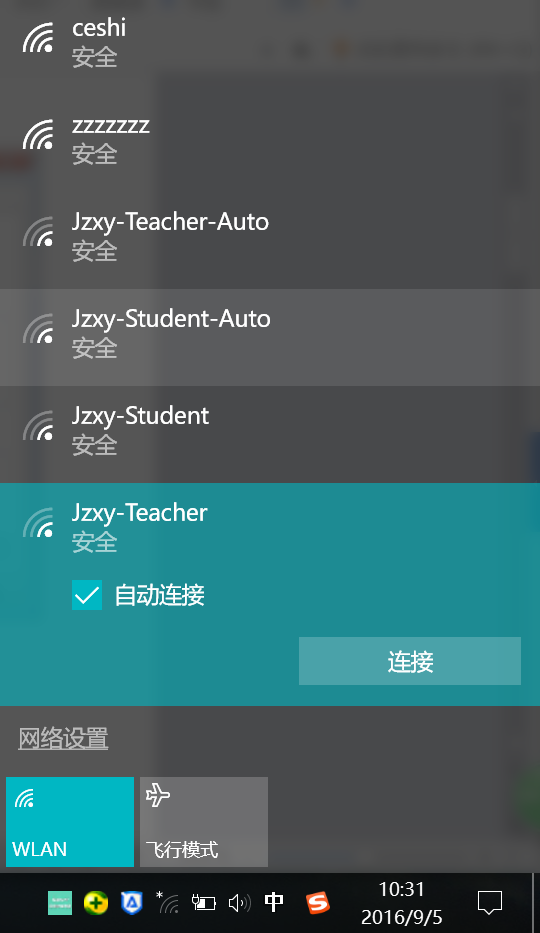 ceshi
安全
zzzzzzz
安全
Jzxy-Teacher-Auto
安全
Jzxy-Student-Auto
安全
Jzxy-Student
安全
Jzxy-Teacher
安全
自动连接
连接
网络设置
WLAN
飞行模式
中
10:31
2016/9/5